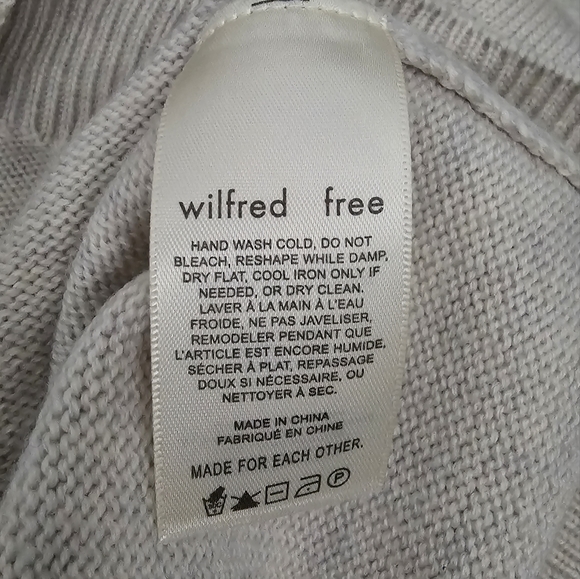 wilfred free
HAND WASH COLD, DO NOT
BLEACH, RESHAPE WHILE DAMP.
DRY FLAT, COOL IRON ONLY IF
NEEDED, OR DRY CLEAN.
LAVER À LA MAIN À L'EAU
FROIDE, NE PAS JAVELISER,
REMODELER PENDANT QUE
L'ARTICLE EST ENCORE HUMIDE,
SÉCHER À PLAT, REPASSAGE
DOUX SI NÉCESSAIRE, OU
NETTOYER À SEC.
MADE IN CHINA
FABRIQUÉ EN CHINE
MADE FOR EACH OTHER.
P